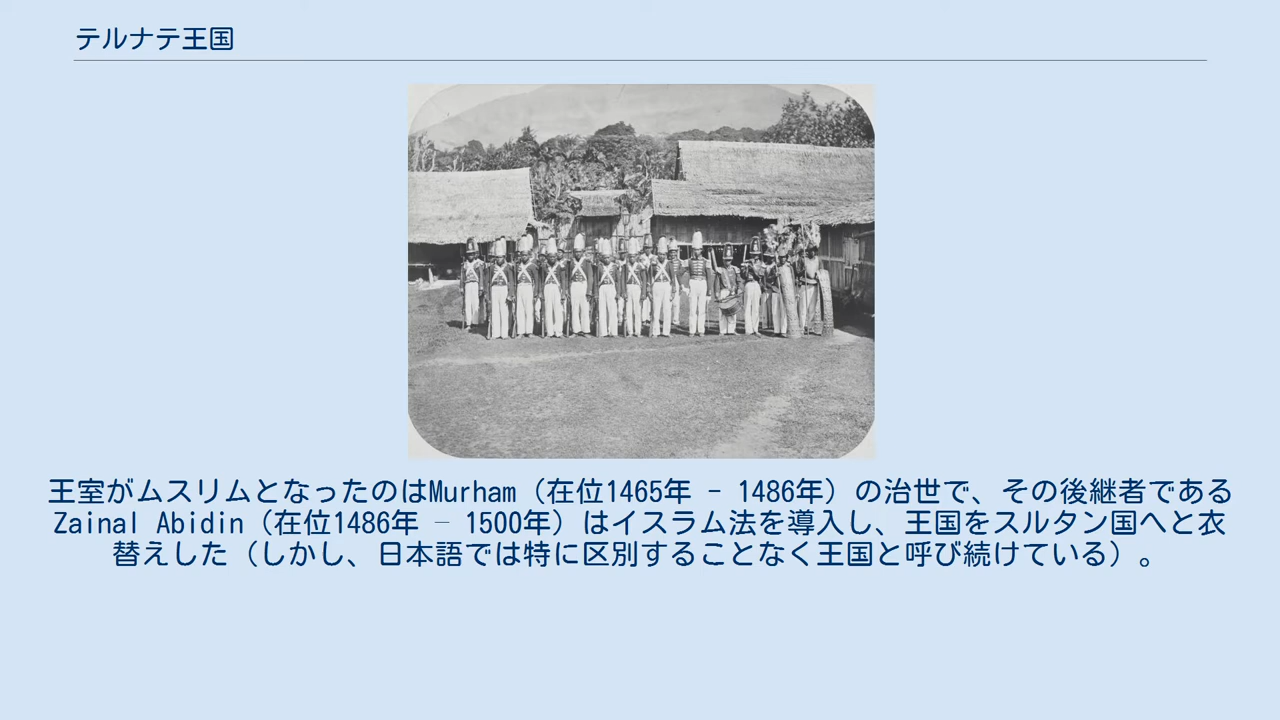 テルナテ王国
王室がムスリムとなったのはMurham（在位1465年 - 1486年）の治世で、その後継者である
Zainal Abidin（在位1486年 – 1500年）はイスラム法を導入し、王国をスルタン国へと衣
替えした（しかし、日本語では特に区別することなく王国と呼び続けている）。